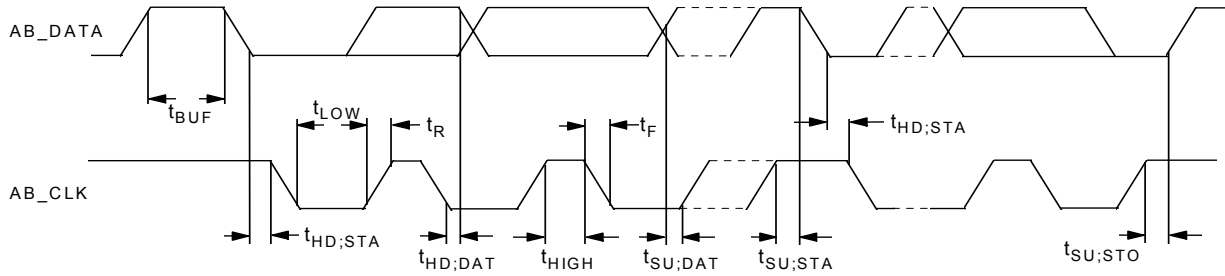 AB_DATA
tBUF
tLOW
tR
tF
tHD;STA
AB_CLK
tHD;STA
tHD;DAT
tHIGH
tSU;DAT
tSU;STA
tSU;STO